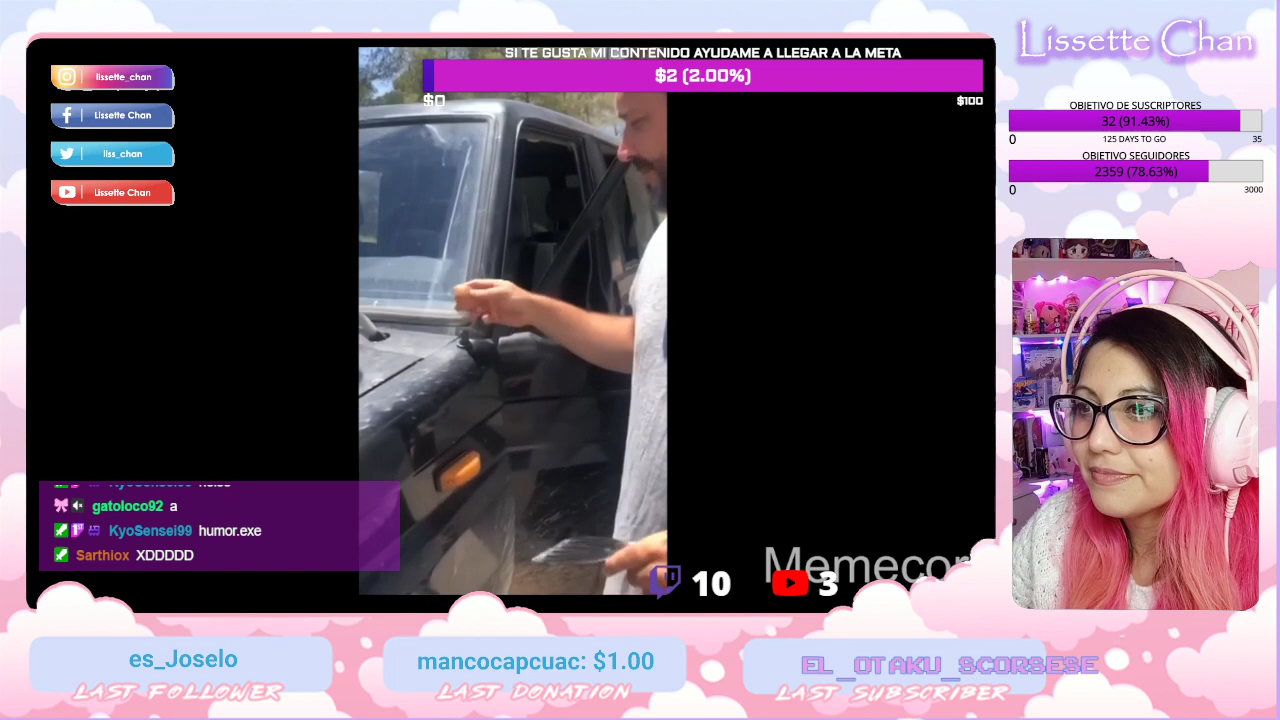 SI TE GUSTA MI CONTENIDO AYUDAME A LLEGAR A LA META
$2 (2.00%)
$0
$100
Lissette Chan
lissette_chan
Lissette Chan
liss_chan
Lissette Chan
OBJETIVO DE SUSCRIPTORES
32 (91.43%)
0
125 DAYS TO GO
35
OBJETIVO SEGUIDORES
2359 (78.63%)
0
3000
gatoloco92 a
KyoSensei99 humor.exe
Sarthiox XDDDDD
10
3
es_Joselo
LAST FOLLOWER
mancocapcuac: $1.00
LAST DONATION
EL_OTAKU_SCORSESE
LAST SUBSCRIBER